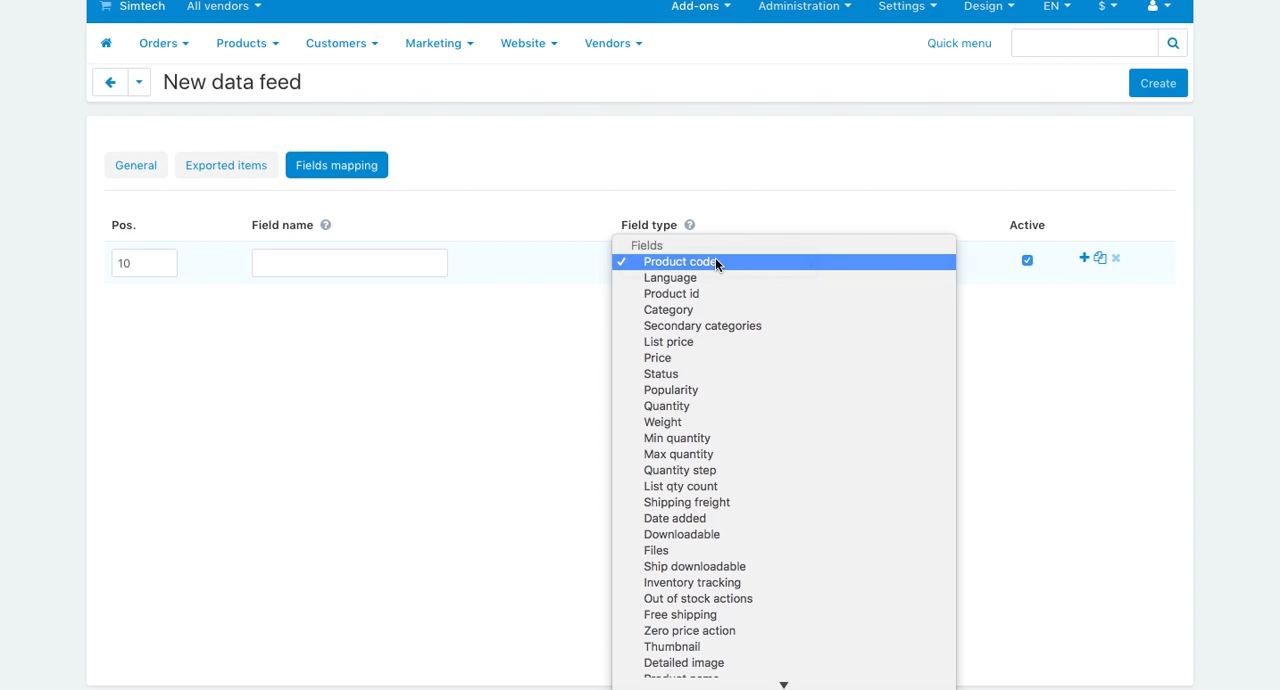 Simtech All vendors Add-ons Administration Settings Design EN $
Orders Products Customers Marketing Website Vendors Quick menu
New data feed Create
General Exported items Fields mapping
Pos. Field name Field type Active
Fields
10 Product code
Language
Product id
Category
Secondary categories
List price
Price
Status
Popularity
Quantity
Weight
Min quantity
Max quantity
Quantity step
List qty count
Shipping freight
Date added
Downloadable
Files
Ship downloadable
Inventory tracking
Out of stock actions
Free shipping
Zero price action
Thumbnail
Detailed image
Product name